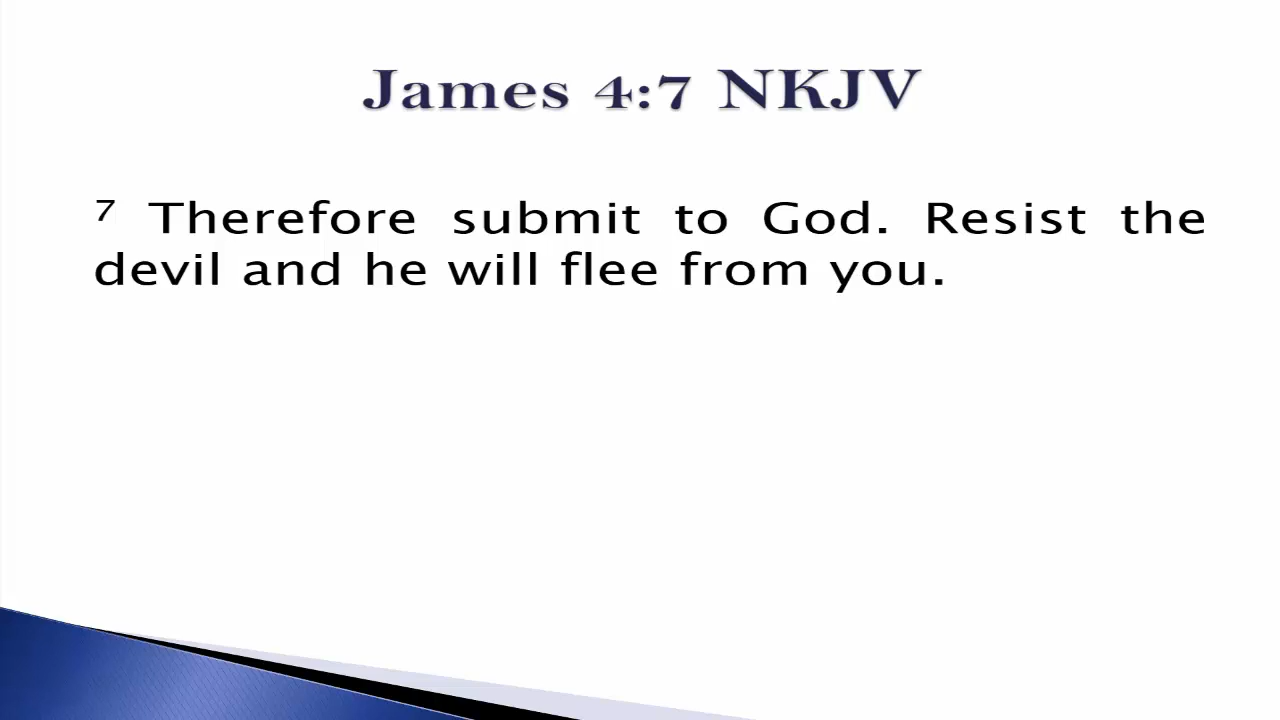 James 4:7 NKJV
7 Therefore submit to God. Resist the
devil and he will flee from you.